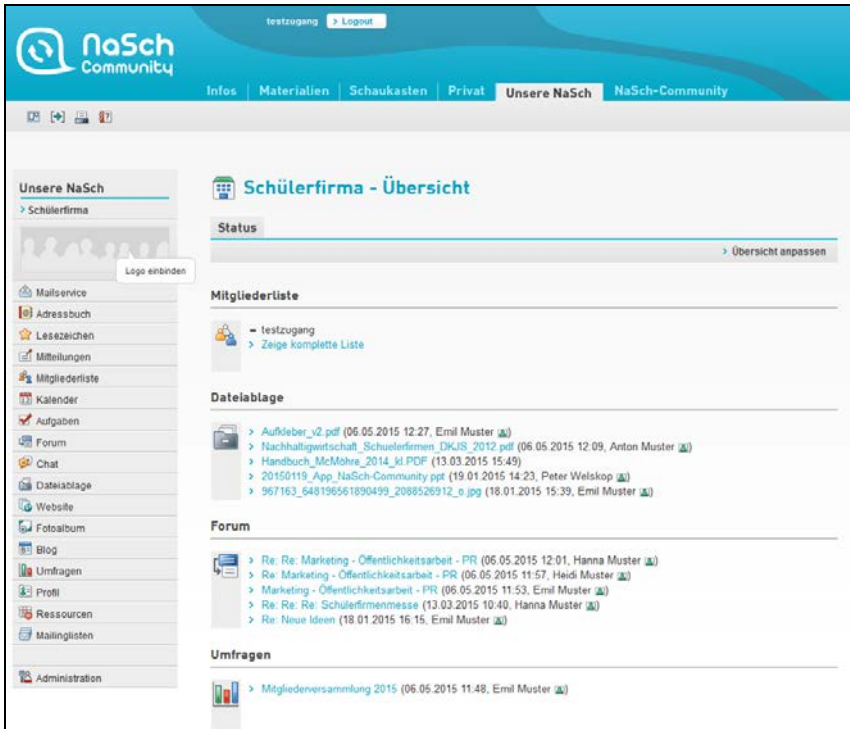 testzugang > Logout
NaSch
Community
Infos Materialien Schaukasten Privat Unsere NaSch NaSch-Community
Unsere NaSch
> Schülerfirma
Logo einbinden
Mailservice
Adressbuch
Lesezeichen
Mitteilungen
Mitgliederliste
Kalender
Aufgaben
Forum
Chat
Dateiablage
Website
Fotoalbum
Blog
Umfragen
Profil
Ressourcen
Mailinglisten
Administration
Schülerfirma - Übersicht
Status
> Übersicht anpassen
Mitgliederliste
– testzugang
> Zeige komplette Liste
Dateiablage
> Aufkleber_v2.pdf (06.05.2015 12:27, Emil Muster)
> Nachhaltigwirtschaft_Schuelerfirmen_DKJS_2012.pdf (06.05.2015 12:09, Anton Muster)
> Handbuch_McMöhre_2014_kl.PDF (13.03.2015 15:49)
> 20150119_App_NaSch-Community.ppt (19.01.2015 14:23, Peter Welskop)
> 967163_648196561890499_2088526912_o.jpg (18.01.2015 15:39, Emil Muster)
Forum
> Re: Re: Marketing - Öffentlichkeitsarbeit - PR (06.05.2015 12:01, Hanna Muster)
> Re: Marketing - Öffentlichkeitsarbeit - PR (06.05.2015 11:57, Heidi Muster)
> Marketing - Öffentlichkeitsarbeit - PR (06.05.2015 11:53, Emil Muster)
> Re: Re: Re: Schülerfirmenmesse (13.03.2015 10:40, Hanna Muster)
> Re: Neue Ideen (18.01.2015 16:15, Emil Muster)
Umfragen
> Mitgliederversammlung 2015 (06.05.2015 11:48, Emil Muster)